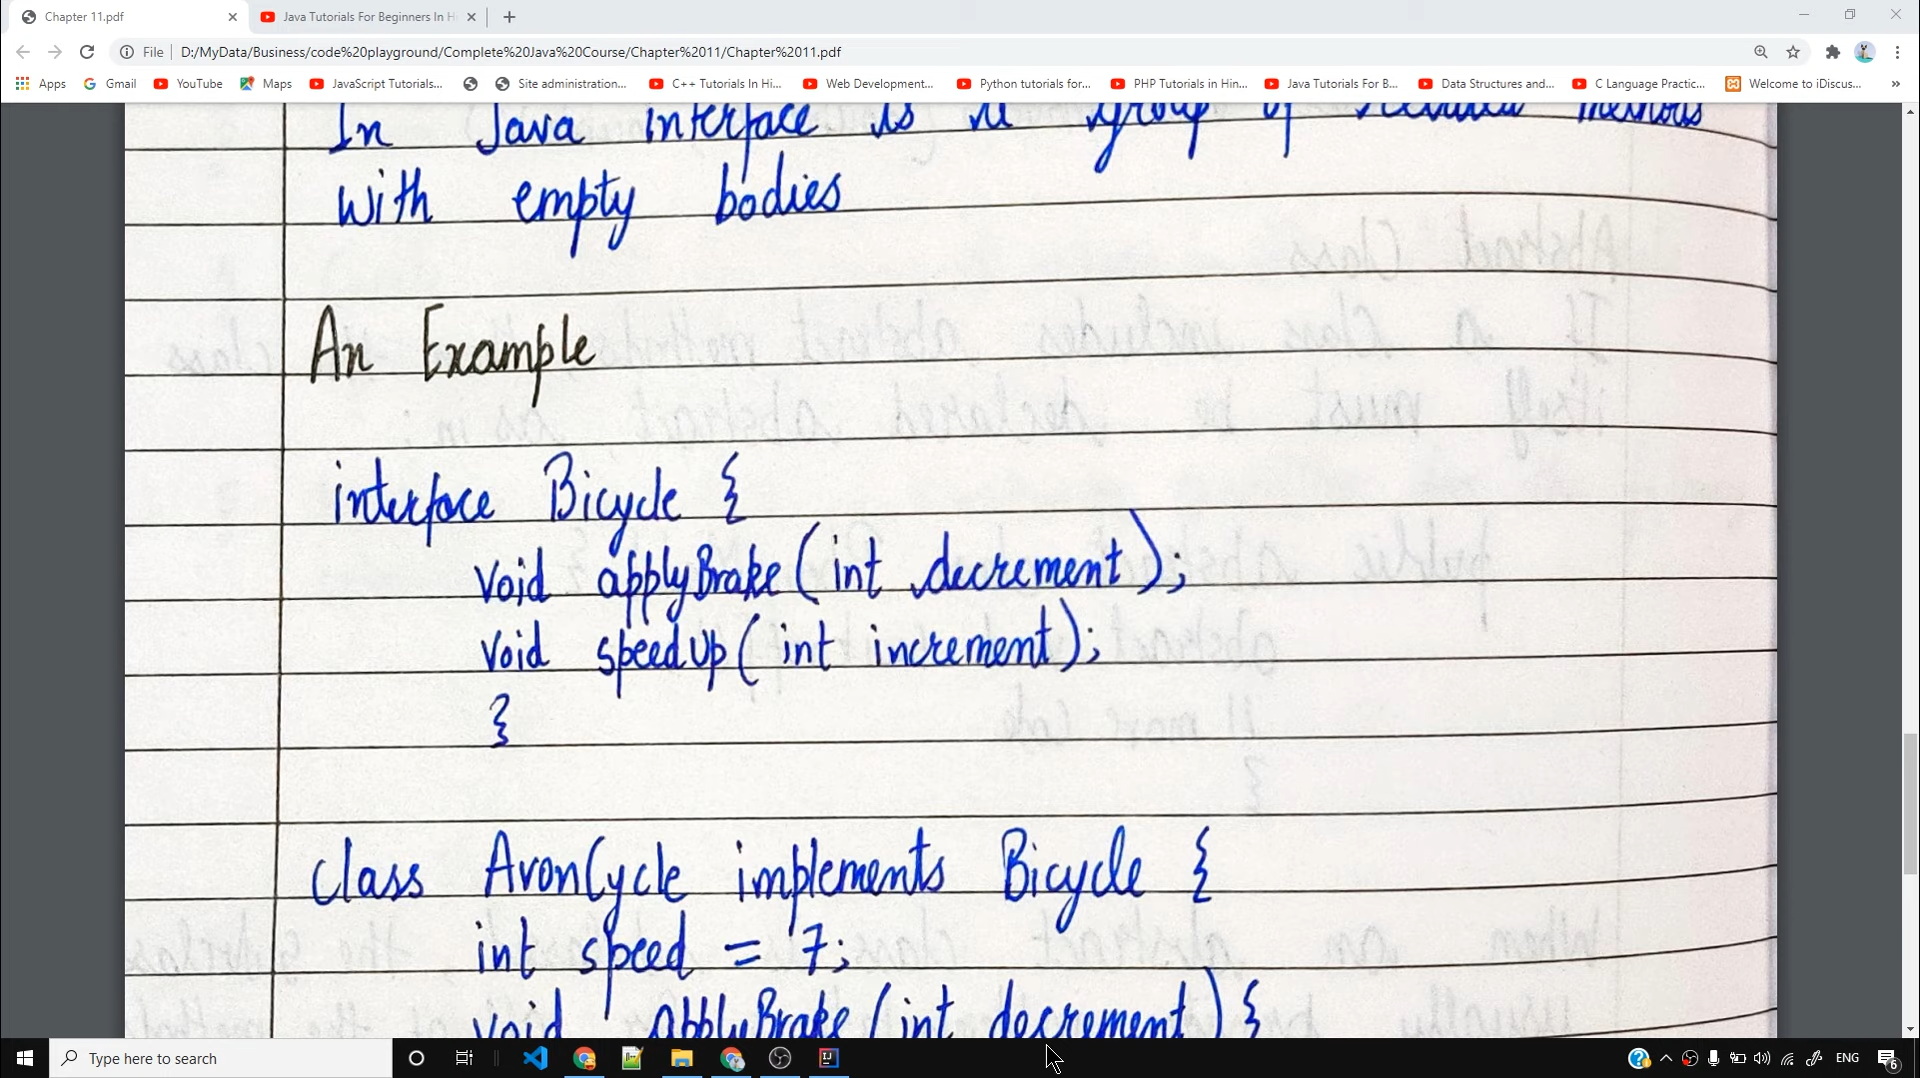 Chapter 11.pdf
Java Tutorials For Beginners In Hi
File D:/MyData/Business/code%20playground/Complete%20Java%20Course/Chapter%2011/Chapter%2011.pdf
Apps Gmail YouTube Maps JavaScript Tutorials... Site administration... C++ Tutorials In Hi... Web Development... Python tutorials for... PHP Tutorials in Hin... Java Tutorials For B... Data Structures and... C Language Practic... Welcome to iDiscus... »
In Java interface is a group of related methods
with empty bodies
An Example
interface Bicycle {
void applyBrake(int decrement);
void speedUp(int increment);
}
class AvonCycle implements Bicycle {
int speed = 7;
void applyBrake(int decrement){
Type here to search
ENG
6